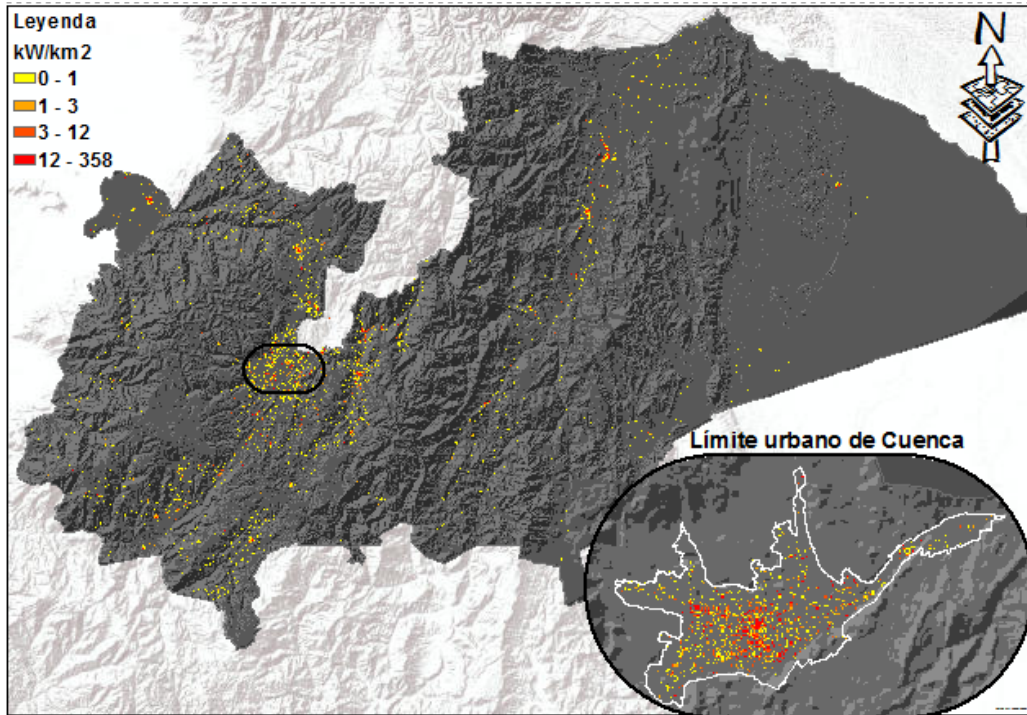 Leyenda
kW/km2
0 - 1
1 - 3
3 - 12
12 - 358
N
Límite urbano de Cuenca